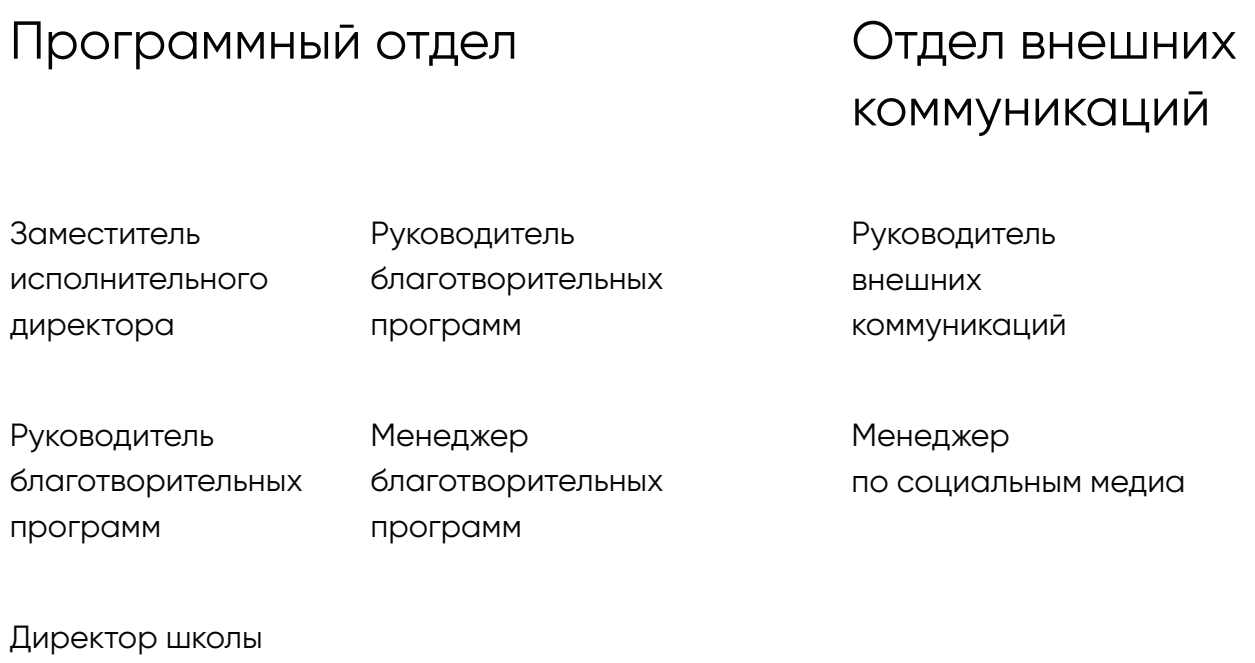 Программный отдел
Заместитель
исполнительного
директора
Руководитель
благотворительных
программ
Руководитель
благотворительных
программ
Менеджер
благотворительных
программ
Директор школы
Отдел внешних
коммуникаций
Руководитель
внешних
коммуникаций
Менеджер
по социальным медиа